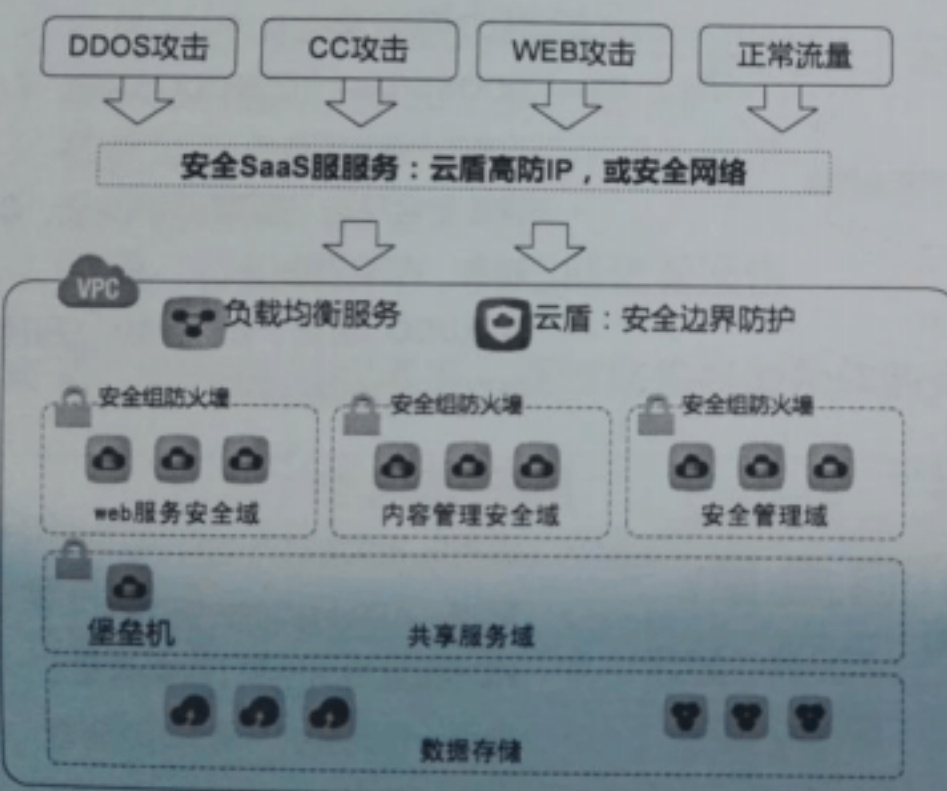 DDOS攻击
CC攻击
WEB攻击
正常流量
安全SaaS服服务：云盾高防IP，或安全网络
VPC
负载均衡服务
云盾：安全边界防护
安全组防火墙
安全组防火墙
安全组防火墙
web服务安全域
内容管理安全域
安全管理域
堡垒机
共享服务域
数据存储